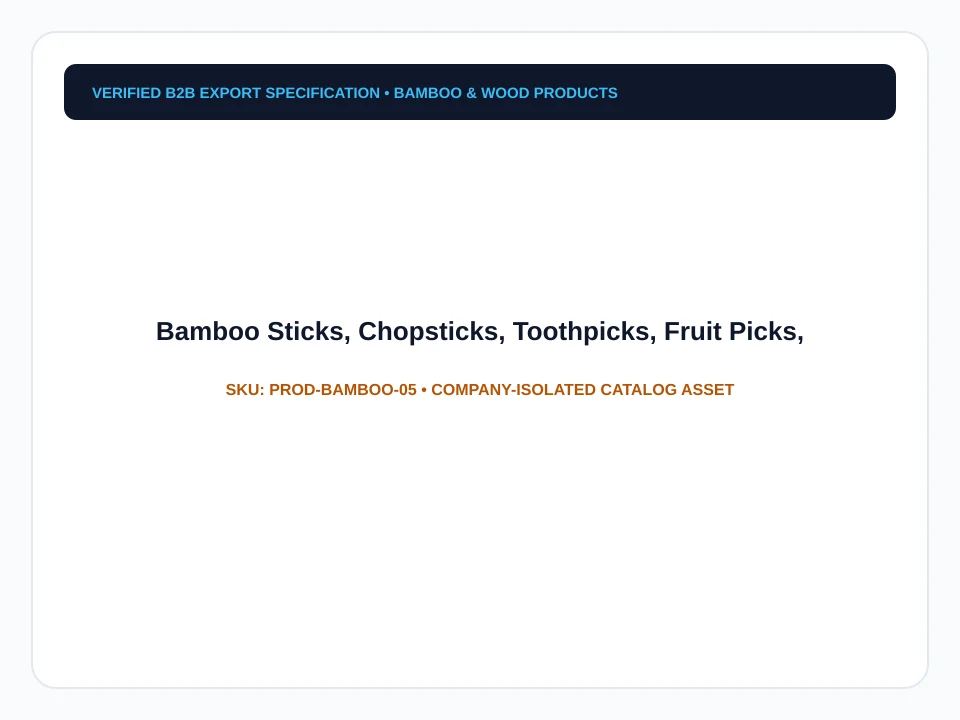 VERIFIED B2B EXPORT SPECIFICATION • BAMBOO & WOOD PRODUCTS
Bamboo Sticks, Chopsticks, Toothpicks, Fruit Picks,
SKU: PROD-BAMBOO-05 • COMPANY-ISOLATED CATALOG ASSET